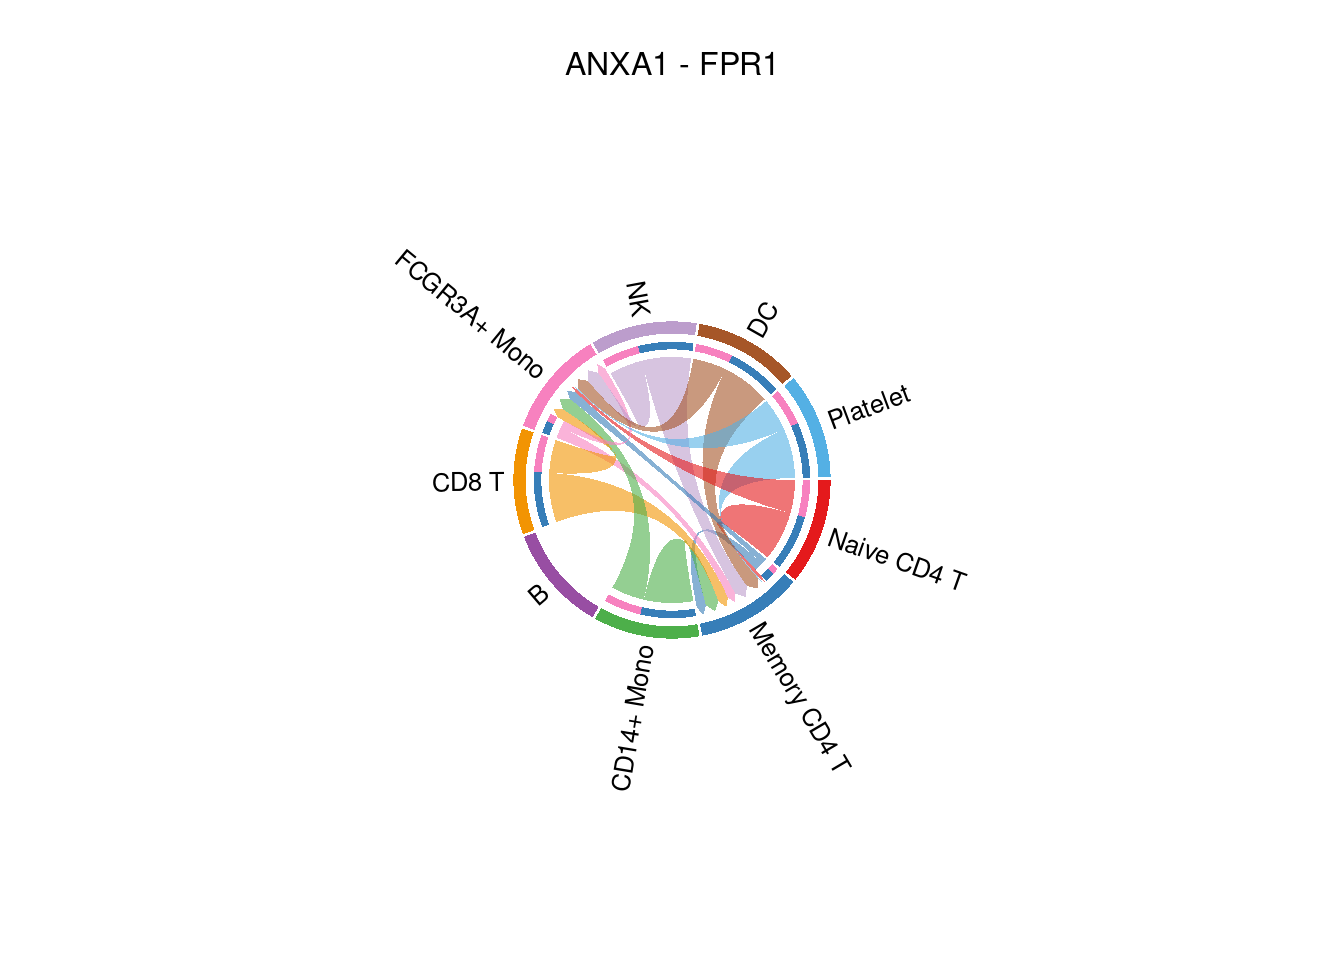 ANXA1 - FPR1
FCGR3A+ Mono
NK
DC
Platelet
CD8 T
Naive CD4 T
B
CD14+ Mono
Memory CD4 T